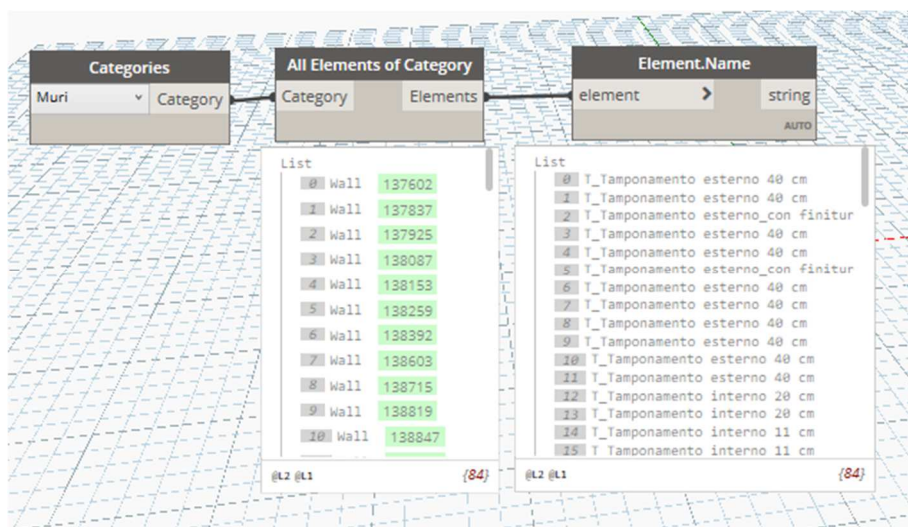 Categories
Muri
Category
All Elements of Category
Category
Elements
Element.Name
element
>
string
AUTO
List
0 Wall 137602
1 Wall 137837
2 Wall 137925
3 Wall 138087
4 Wall 138153
5 Wall 138259
6 Wall 138392
7 Wall 138603
8 Wall 138715
9 Wall 138819
10 Wall 138847
@L2 @L1
{84}
List
0 T_Tamponamento esterno 40 cm
1 T_Tamponamento esterno 40 cm
2 T_Tamponamento esterno_con finitur
3 T_Tamponamento esterno 40 cm
4 T_Tamponamento esterno 40 cm
5 T_Tamponamento esterno_con finitur
6 T_Tamponamento esterno 40 cm
7 T_Tamponamento esterno 40 cm
8 T_Tamponamento esterno 40 cm
9 T_Tamponamento esterno 40 cm
10 T_Tamponamento esterno 40 cm
11 T_Tamponamento esterno 40 cm
12 T_Tamponamento interno 20 cm
13 T_Tamponamento interno 20 cm
14 T_Tamponamento interno 11 cm
15 T_Tamponamento interno 11 cm
@L2 @L1
{84}